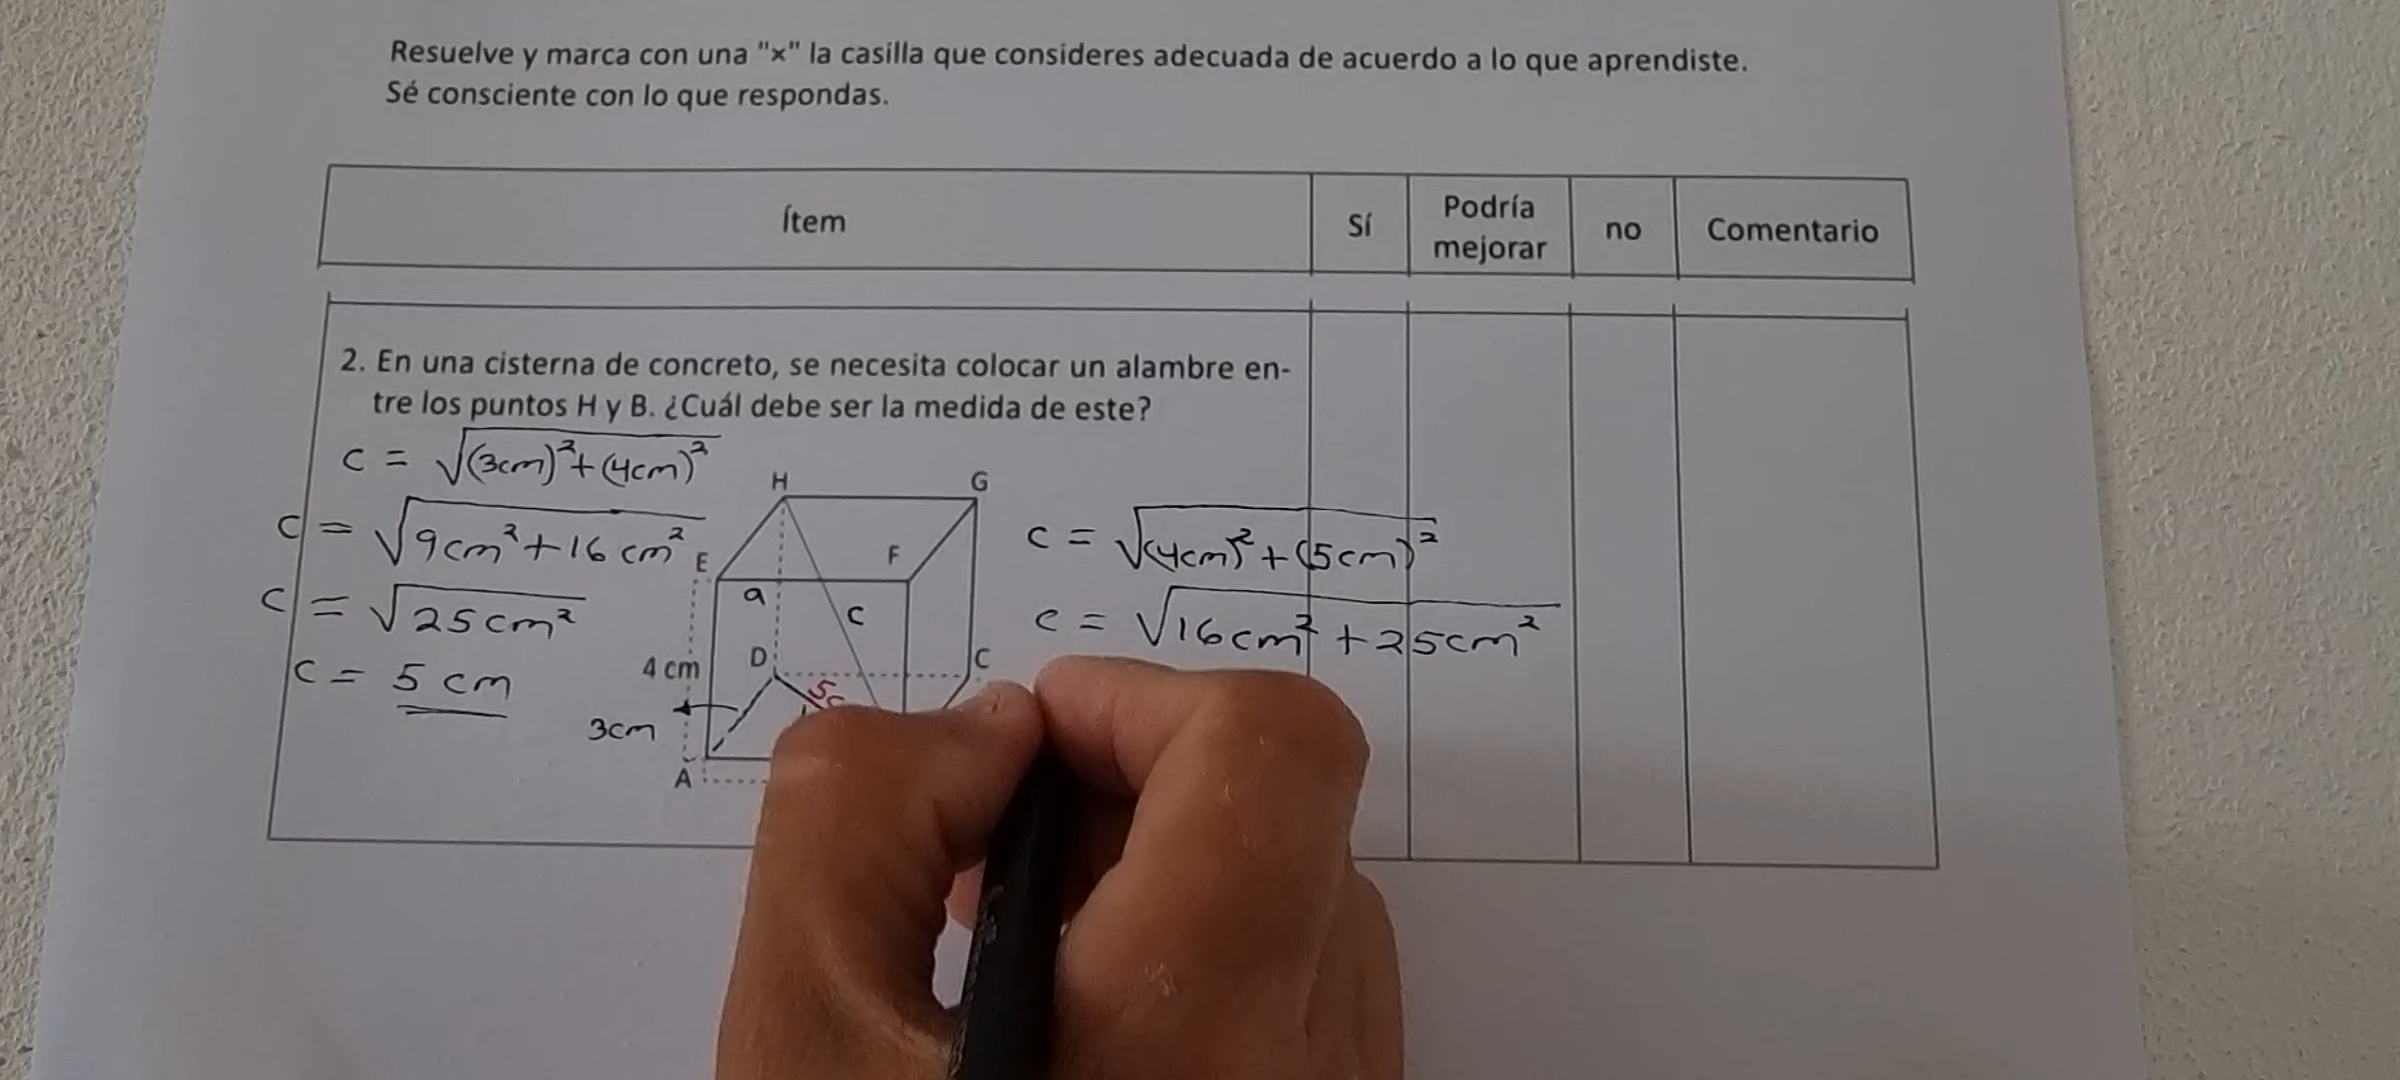 Resuelve y marca con una "x" la casilla que consideres adecuada de acuerdo a lo que aprendiste.
Sé consciente con lo que respondas.
Ítem
Sí
Podría
mejorar
no
Comentario
2. En una cisterna de concreto, se necesita colocar un alambre en-
tre los puntos H y B. ¿Cuál debe ser la medida de este?
c = √(3cm)²+(4cm)²
c = √9cm²+16cm²
c = √25cm²
c = 5 cm
H
G
E
F
a
c
D
C
4 cm
3cm
A
c = √(4cm)²+(5cm)²
c = √16cm²+25cm²